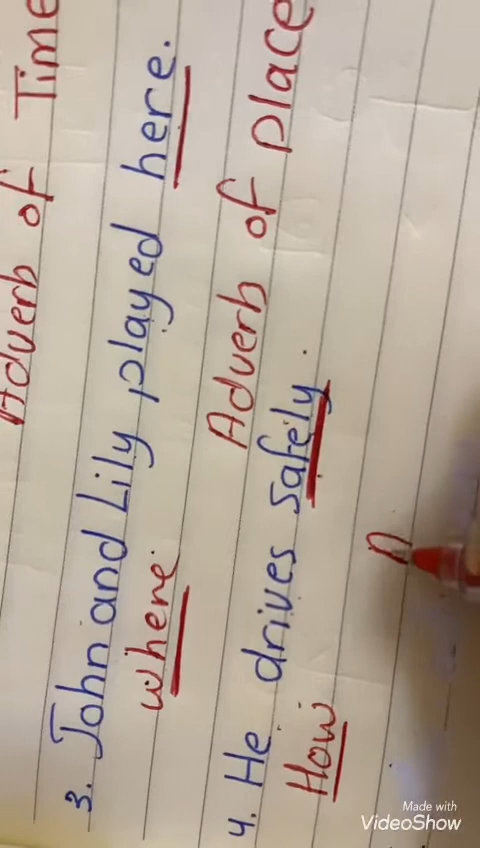 Adverb of Time
3. John and Lily played here.
where
Adverb of place
4. He drives safely.
How
A
Made with
VideoShow